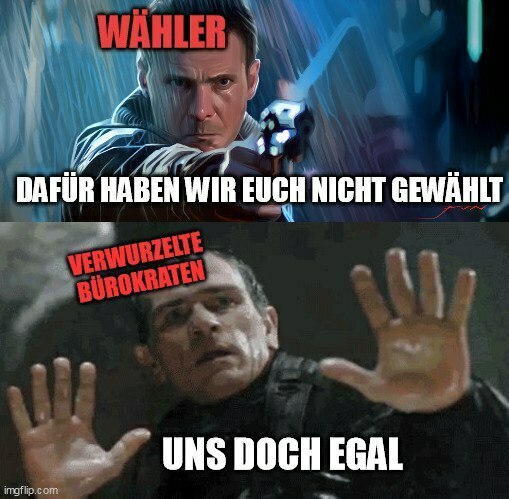 WÄHLER
DAFÜR HABEN WIR EUCH NICHT GEWÄHLT
VERWURZELTE
BÜROKRATEN
UNS DOCH EGAL
imgflip.com